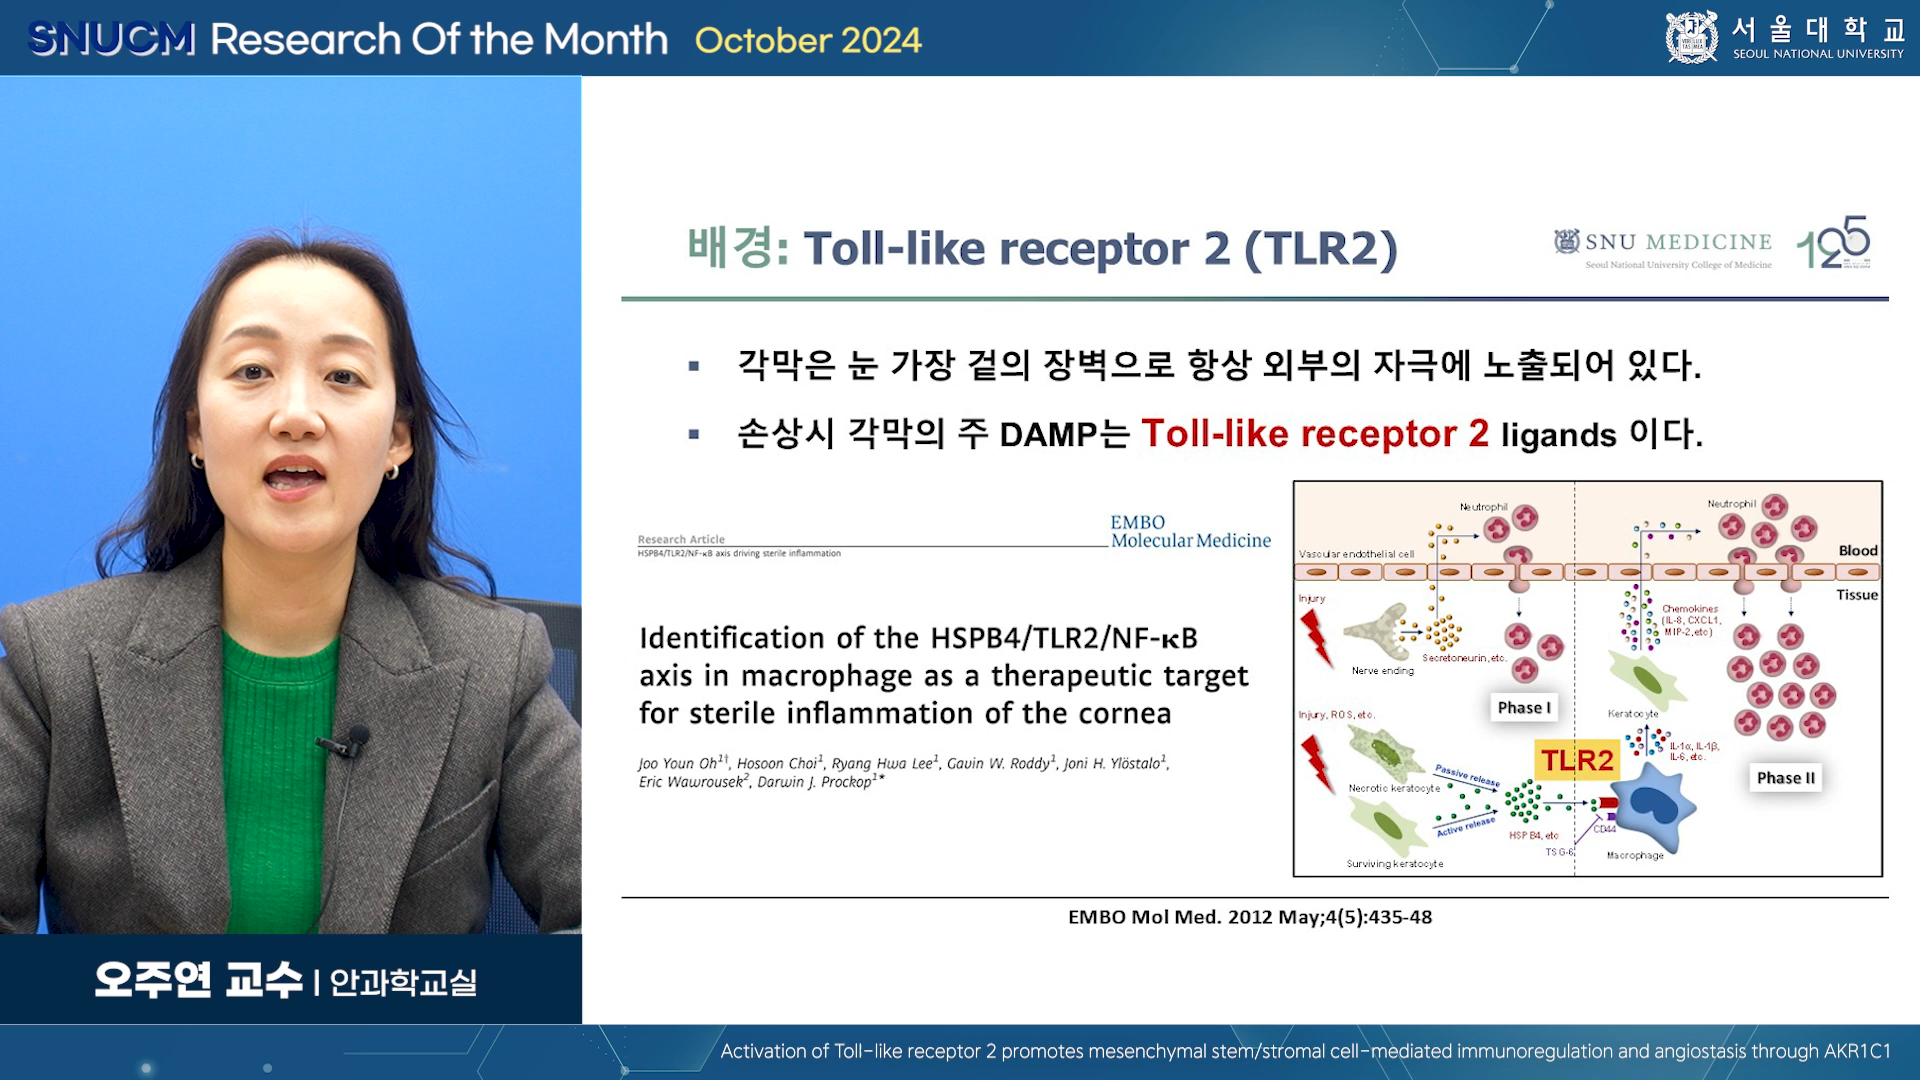 SNUCM Research Of the Month October 2024
서울대학교
SEOUL NATIONAL UNIVERSITY
배경: Toll-like receptor 2 (TLR2)
SNU MEDICINE
Seoul National University College of Medicine
125
각막은 눈 가장 겉의 장벽으로 항상 외부의 자극에 노출되어 있다.
손상시 각막의 주 DAMP는 Toll-like receptor 2 ligands 이다.
Research Article
HSPB4/TLR2/NF-κB axis driving sterile inflammation
EMBO
Molecular Medicine
Identification of the HSPB4/TLR2/NF-κB
axis in macrophage as a therapeutic target
for sterile inflammation of the cornea
Joo Youn Oh1†, Hosoon Choi1, Ryang Hwa Lee1, Gavin W. Roddy1, Joni H. Ylöstalo1,
Eric Wawrousek2, Darwin J. Prockop1*
Neutrophil
Neutrophil
Vascular endothelial cell
Blood
Tissue
Injury
Nerve ending
Secretoneurin, etc.
Chemokines
(IL-8, CXCL1,
MIP-2,etc)
Phase I
Keratocyte
Injury, ROS, etc.
TLR2
IL-1α, IL-1β,
IL-6, etc.
Phase II
Necrotic keratocyte
Passive release
Active release
HSPB4, etc
CD44
TSG-6
Macrophage
Surviving keratocyte
EMBO Mol Med. 2012 May;4(5):435-48
오주연 교수 | 안과학교실
Activation of Toll-like receptor 2 promotes mesenchymal stem/stromal cell-mediated immunoregulation and angiostasis through AKR1C1